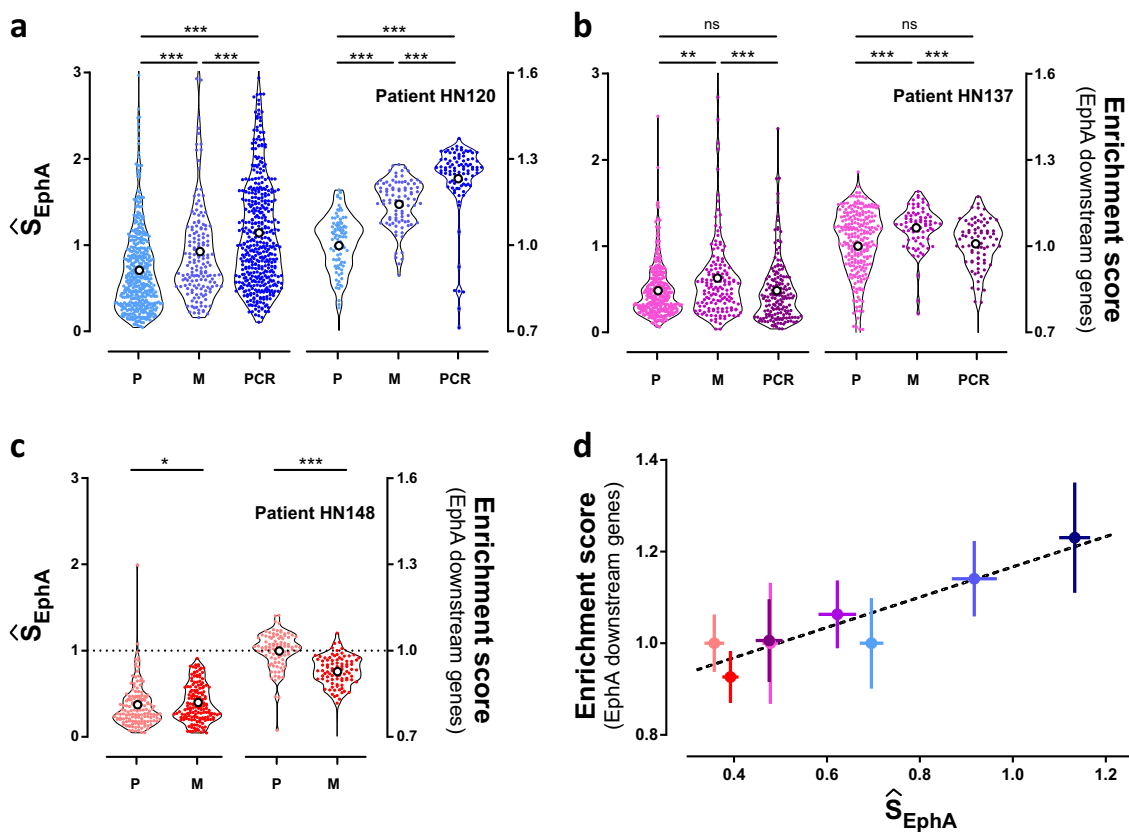 a
*** ***
*** *** *** ***
3 1.6
Patient HN120
2 1.3
ŜEphA
1 1.0
0 0.7
P M PCR P M PCR
b
ns ns
** *** *** ***
3 1.6
Patient HN137
2 1.3
1 1.0
0 0.7
Enrichment score
(EphA downstream genes)
P M PCR P M PCR
c
* ***
3 1.6
Patient HN148
2 1.3
ŜEphA
1 1.0
0 0.7
Enrichment score
(EphA downstream genes)
P M P M
d
1.4
1.2
1.0
0.8
Enrichment score
(EphA downstream genes)
0.4 0.6 0.8 1.0 1.2
ŜEphA